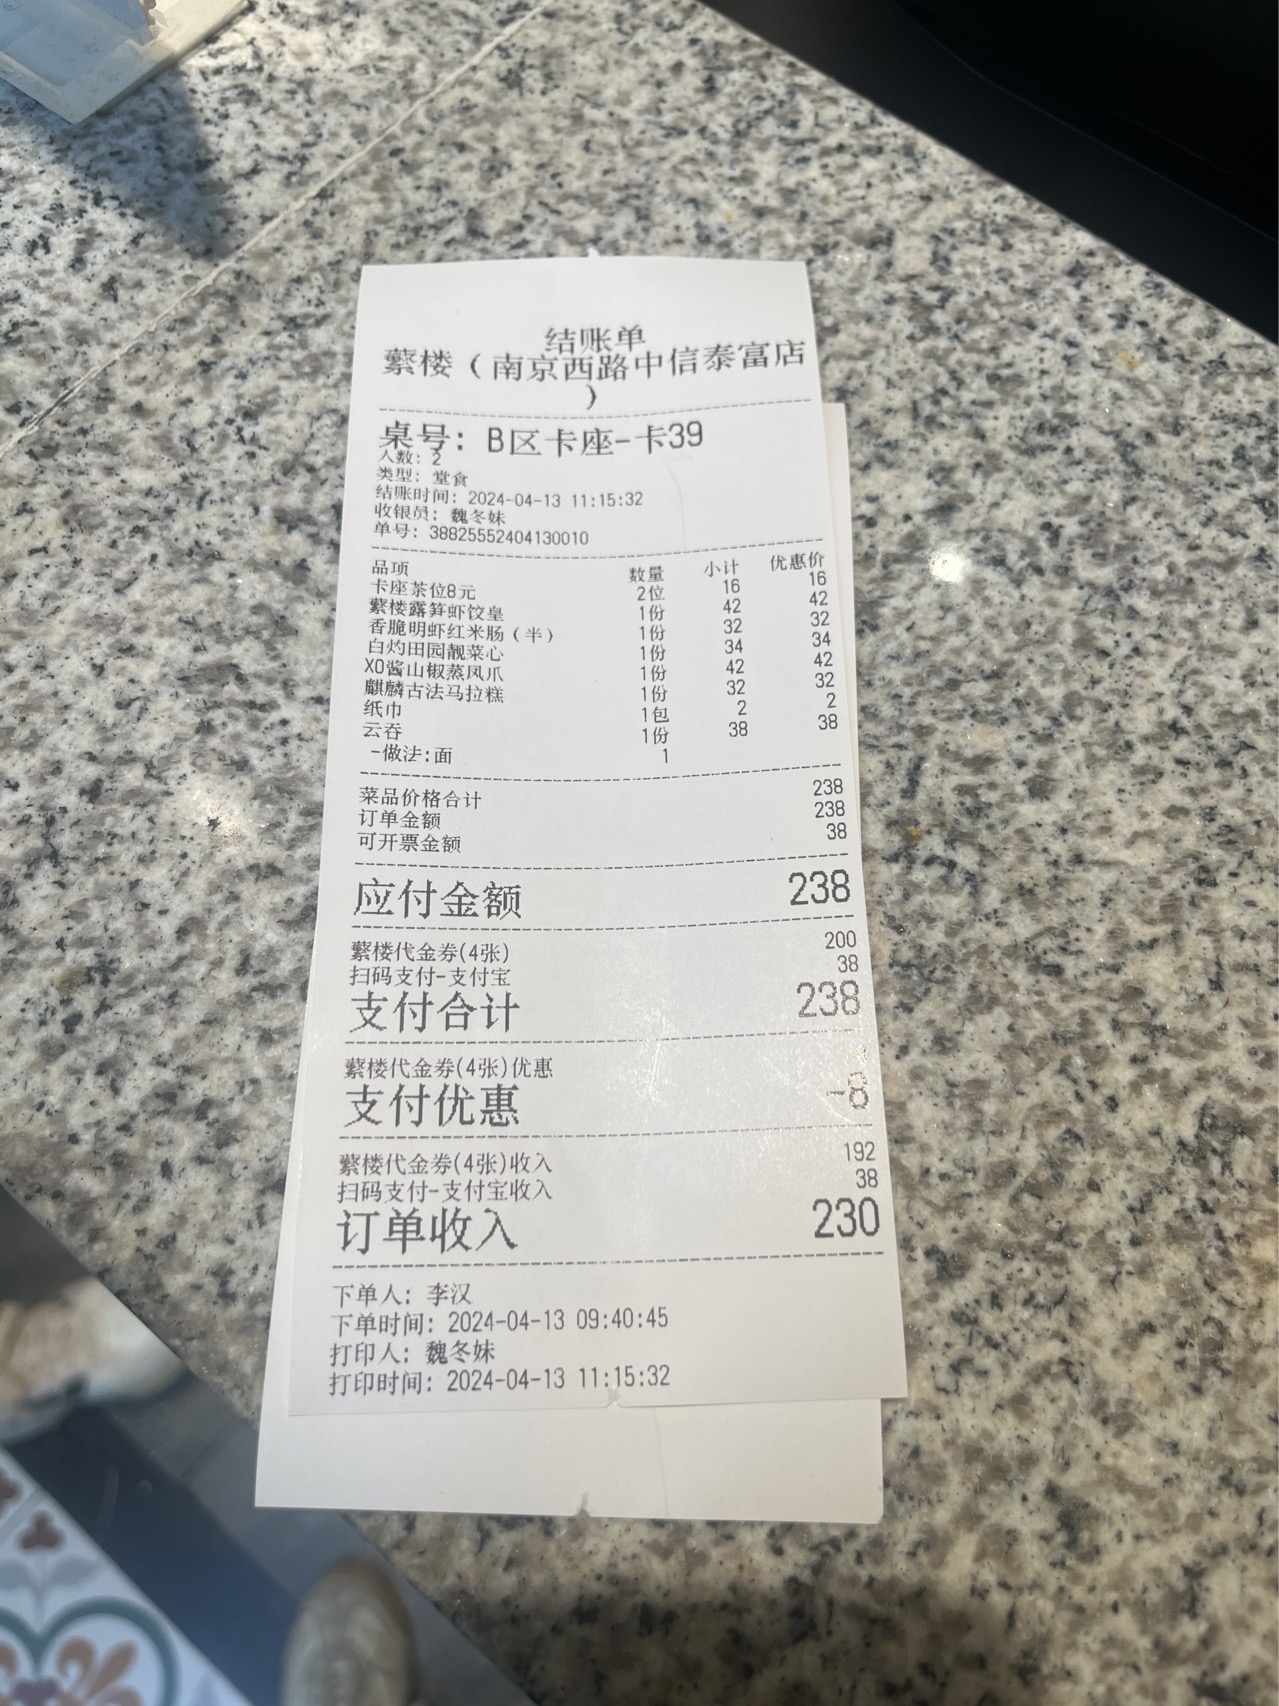 结账单
蘩楼（南京西路中信泰富店
）
桌号: B区卡座-卡39
人数: 2
类型: 堂食
结账时间: 2024-04-13 11:15:32
收银员: 魏冬妹
单号: 38825552404130010
品项 数量 小计 优惠价
卡座茶位8元 2位 16 16
蘩楼露笋虾饺皇 1份 42 42
香脆明虾红米肠（半） 1份 32 32
白灼田园靓菜心 1份 34 34
XO酱山椒蒸凤爪 1份 42 42
麒麟古法马拉糕 1份 32 32
纸巾 1包 2 2
云吞 1份 38 38
-做法:面 1
菜品价格合计 238
订单金额 238
可开票金额 38
应付金额 238
蘩楼代金券(4张) 200
扫码支付-支付宝 38
支付合计 238
蘩楼代金券(4张)优惠
支付优惠 -8
蘩楼代金券(4张)收入 192
扫码支付-支付宝收入 38
订单收入 230
下单人: 李汉
下单时间: 2024-04-13 09:40:45
打印人: 魏冬妹
打印时间: 2024-04-13 11:15:32